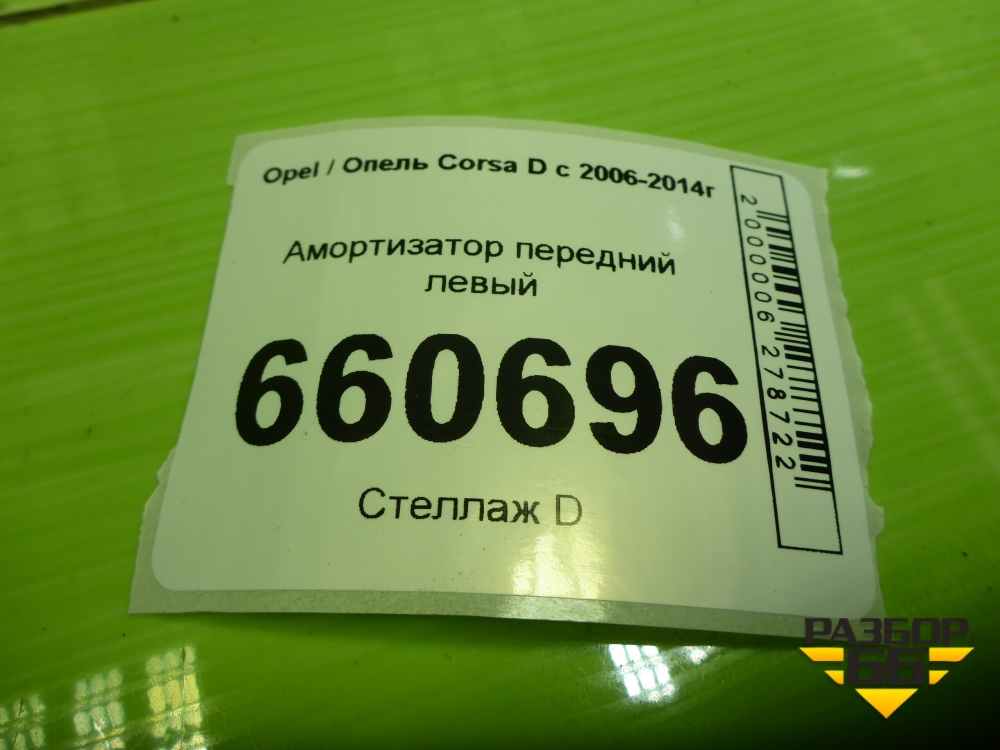 Opel / Опель Corsa D с 2006-2014г
Амортизатор передний
левый
660696
Стеллаж D
2000006278722
РАЗБОР
66